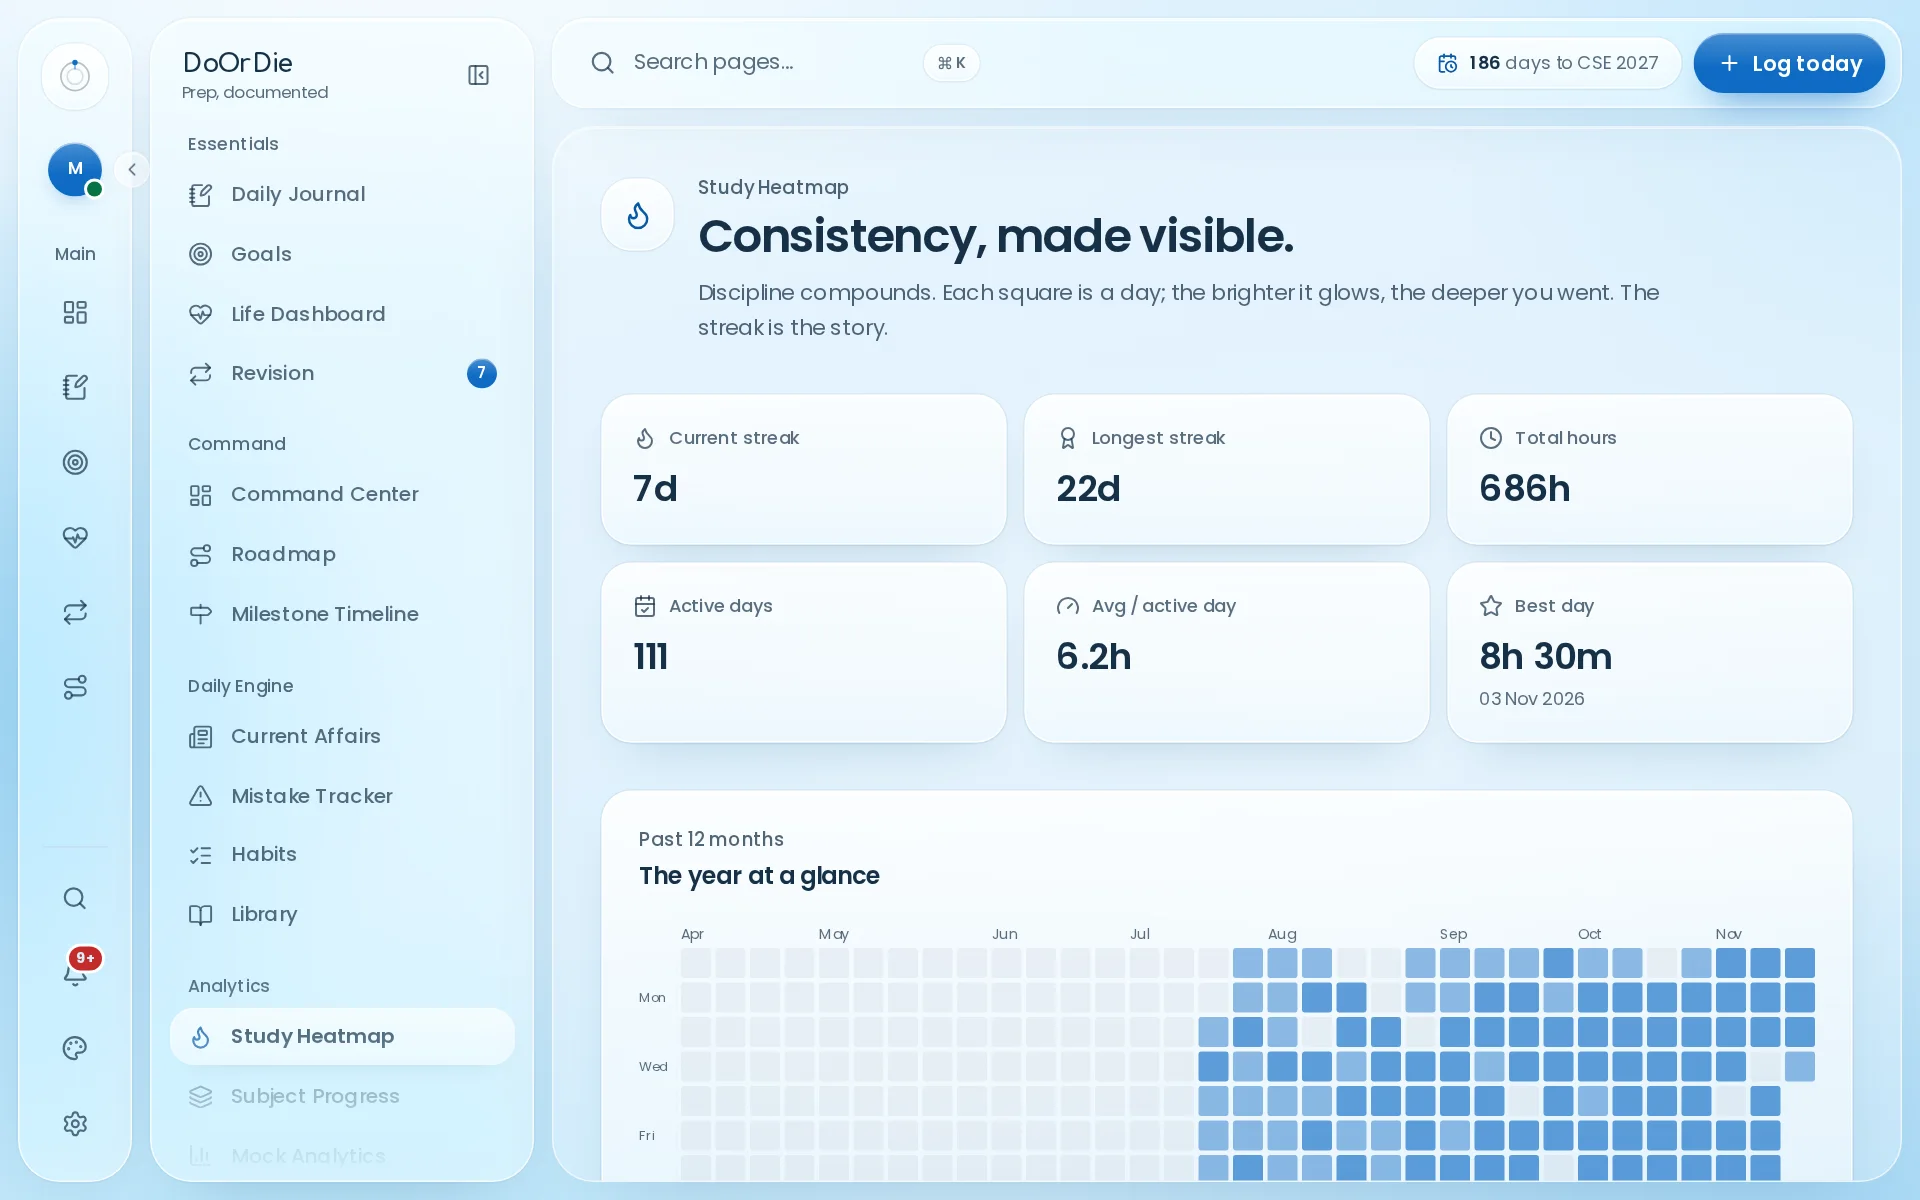 M
Main
9+
DoOrDie
Prep, documented
Essentials
Daily Journal
Goals
Life Dashboard
Revision 7
Command
Command Center
Roadmap
Milestone Timeline
Daily Engine
Current Affairs
Mistake Tracker
Habits
Library
Analytics
Study Heatmap
Subject Progress
Mock Analytics
Search pages... ⌘ K
186 days to CSE 2027
+ Log today
Study Heatmap
Consistency, made visible.
Discipline compounds. Each square is a day; the brighter it glows, the deeper you went. The
streak is the story.
Current streak
7d
Longest streak
22d
Total hours
686h
Active days
111
Avg / active day
6.2h
Best day
8h 30m
03 Nov 2026
Past 12 months
The year at a glance
Apr May Jun Jul Aug Sep Oct Nov
Mon
Wed
Fri